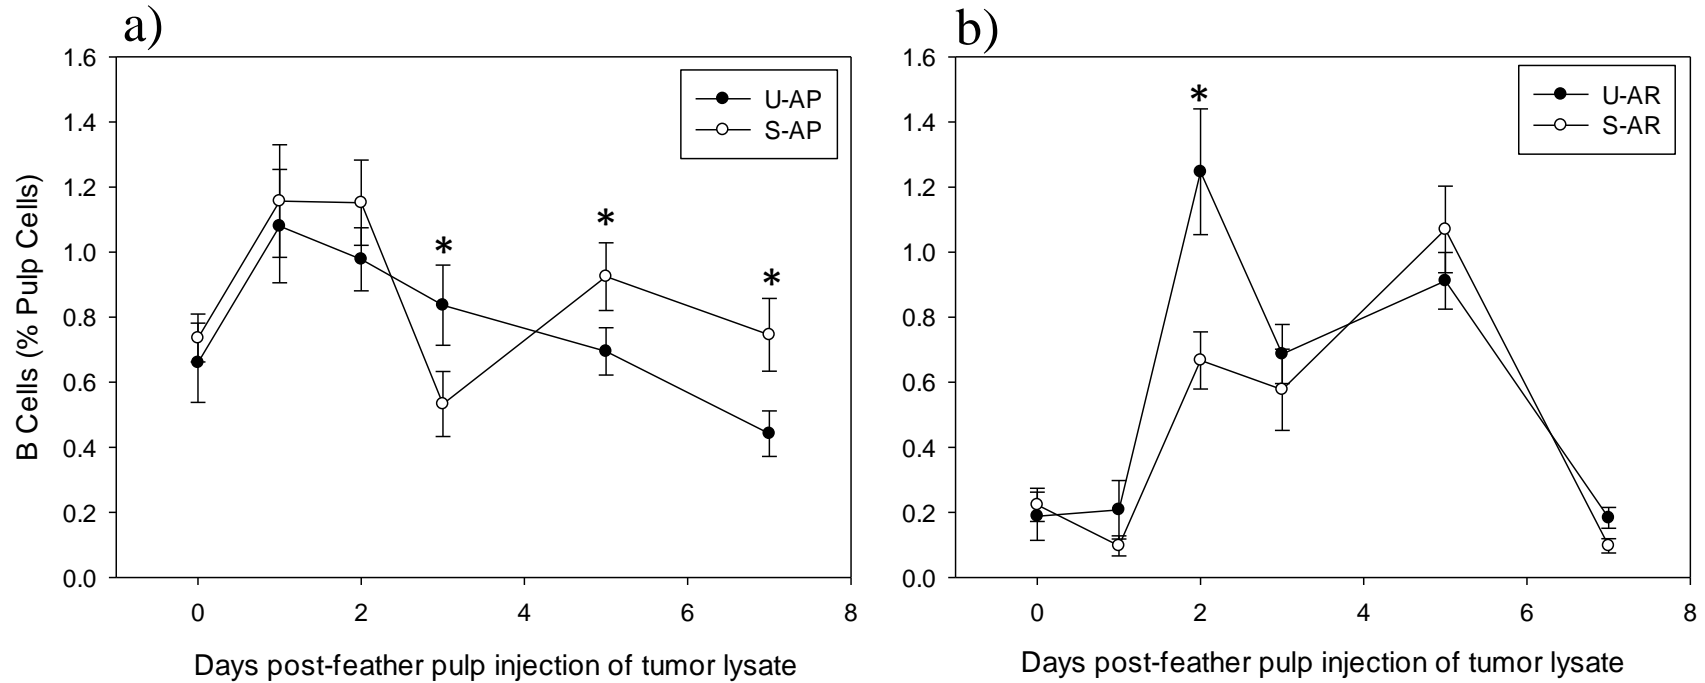 a)
B Cells (% Pulp Cells)
1.6
1.4
1.2
1.0
0.8
0.6
0.4
0.2
0.0
U-AP
S-AP
*
*
*
0 2 4 6 8
Days post-feather pulp injection of tumor lysate
b)
1.6
1.4
1.2
1.0
0.8
0.6
0.4
0.2
0.0
U-AR
S-AR
*
0 2 4 6 8
Days post-feather pulp injection of tumor lysate